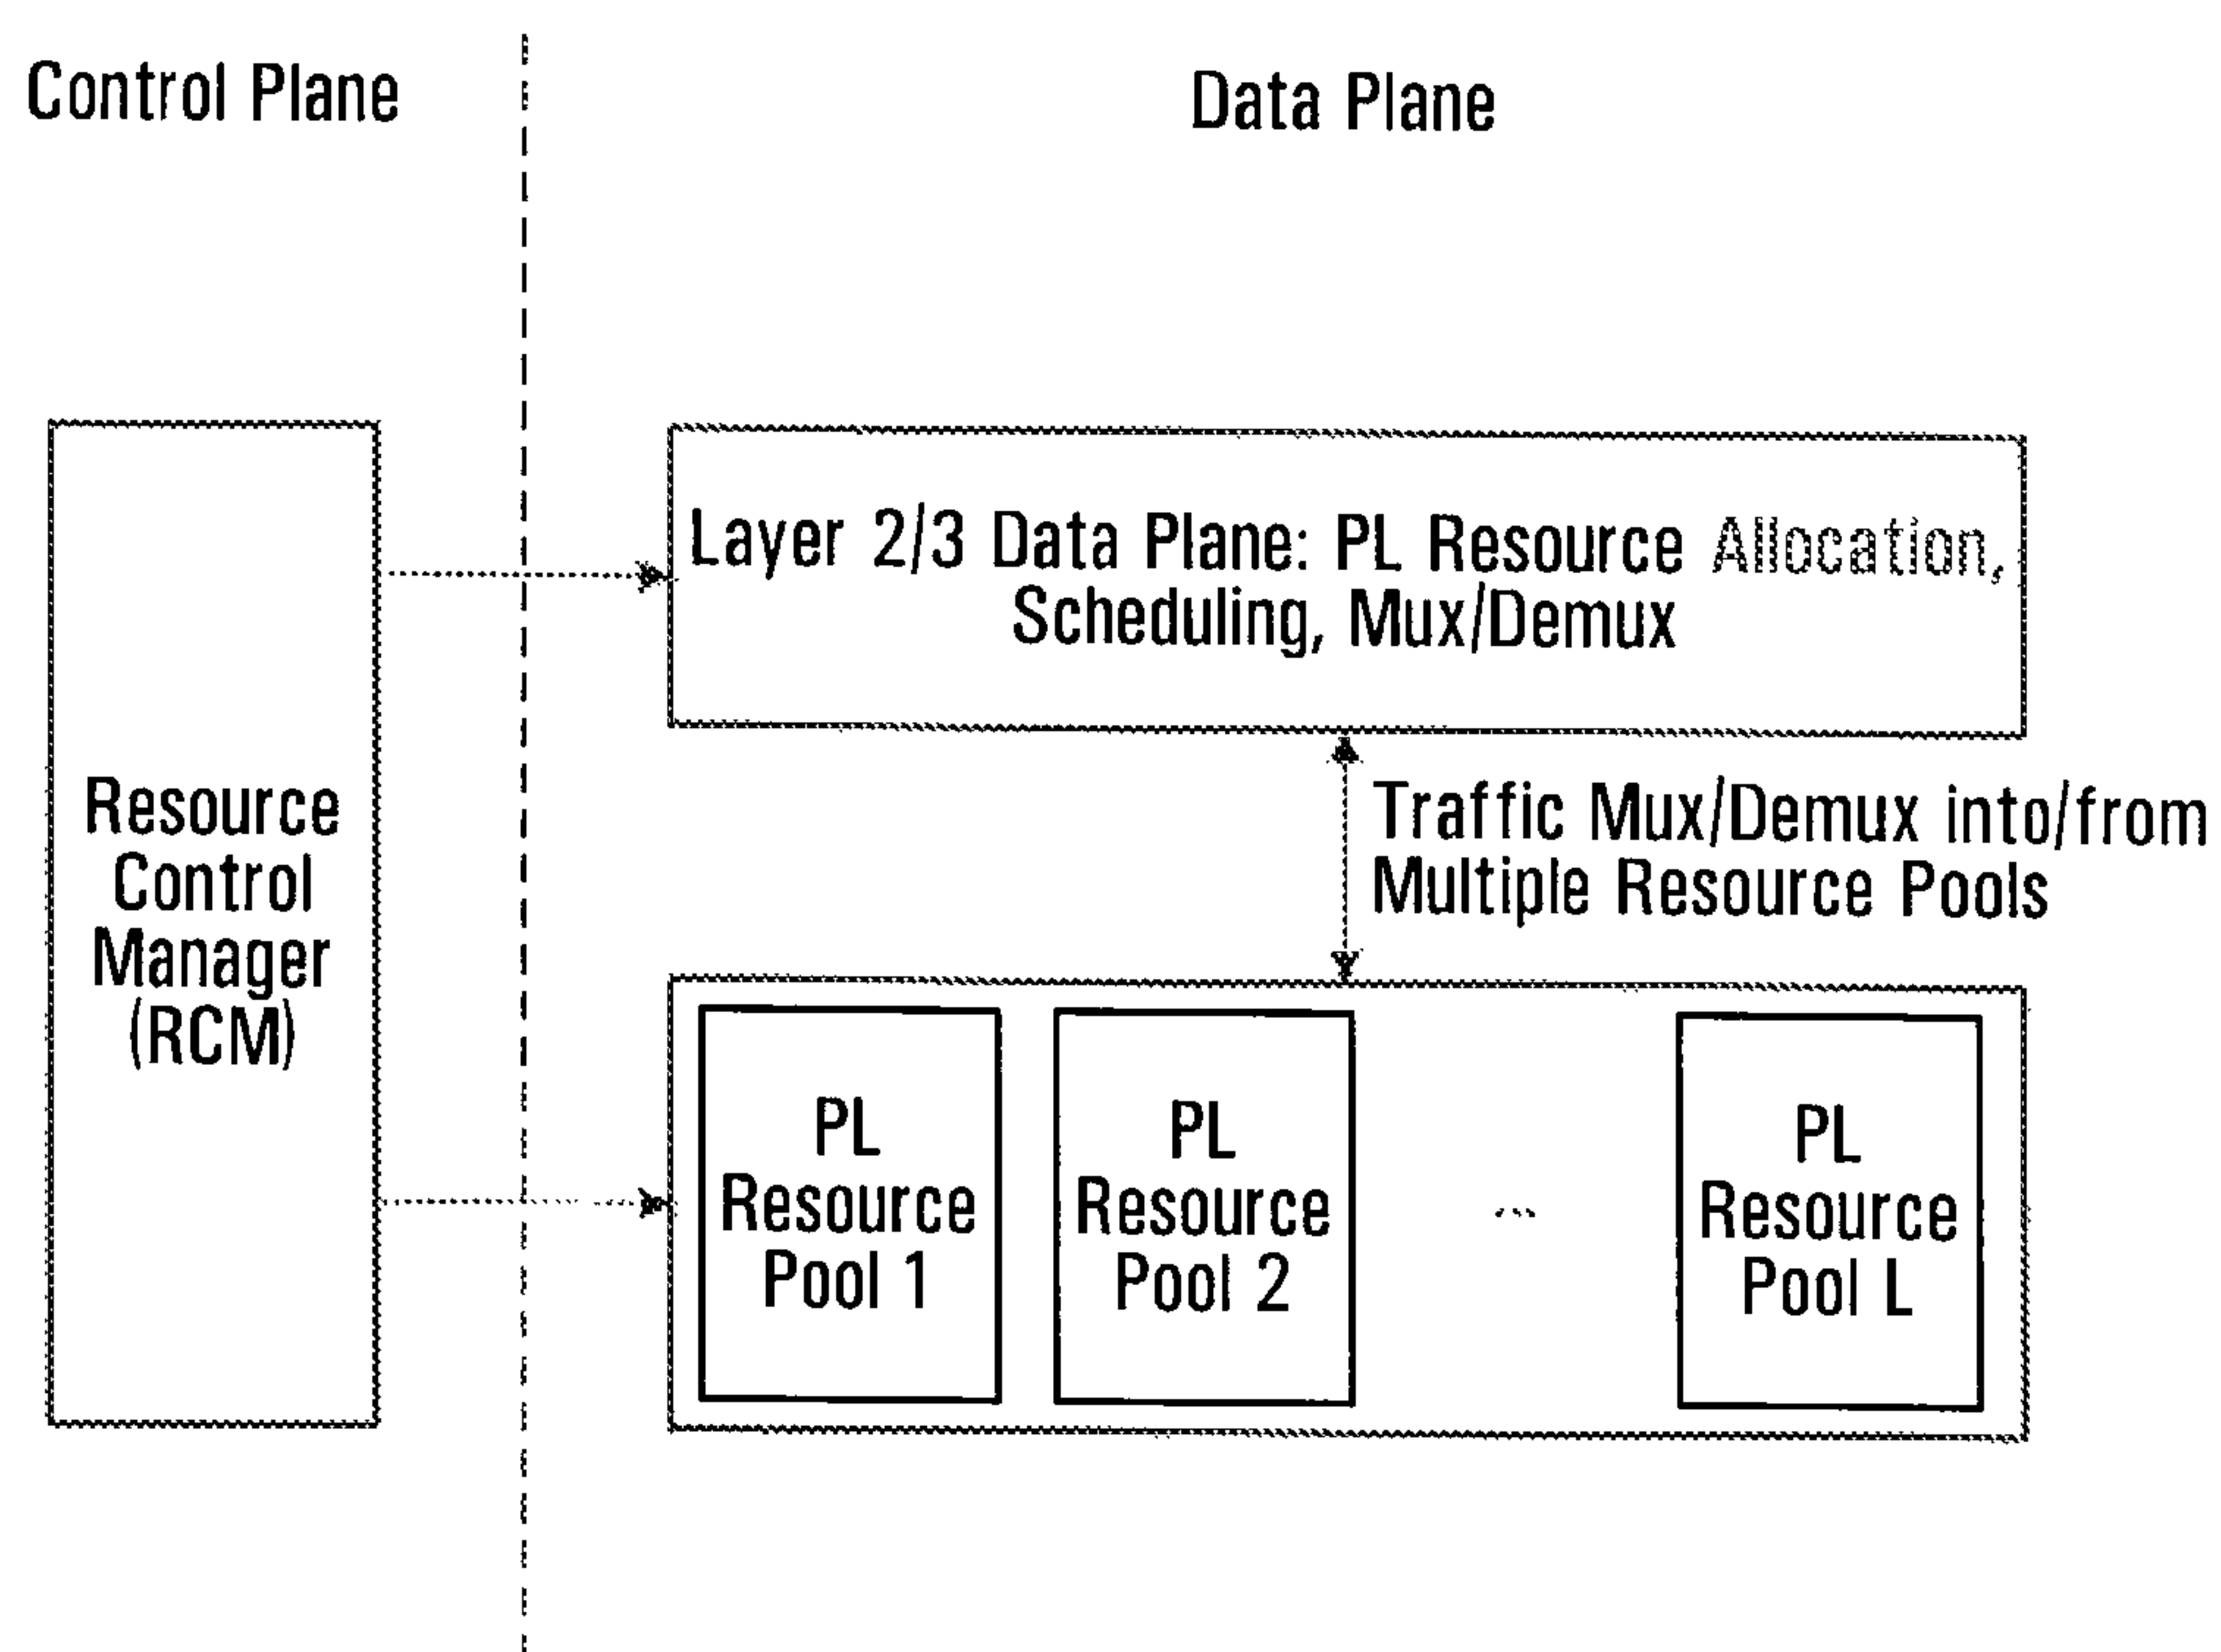 Control Plane
Data Plane
Layer 2/3 Data Plane: PL Resource Allocation,
Scheduling, Mux/Demux
Resource
Control
Manager
(RCM)
Traffic Mux/Demux into/from
Multiple Resource Pools
PL
Resource
Pool 1
PL
Resource
Pool 2
...
PL
Resource
Pool L